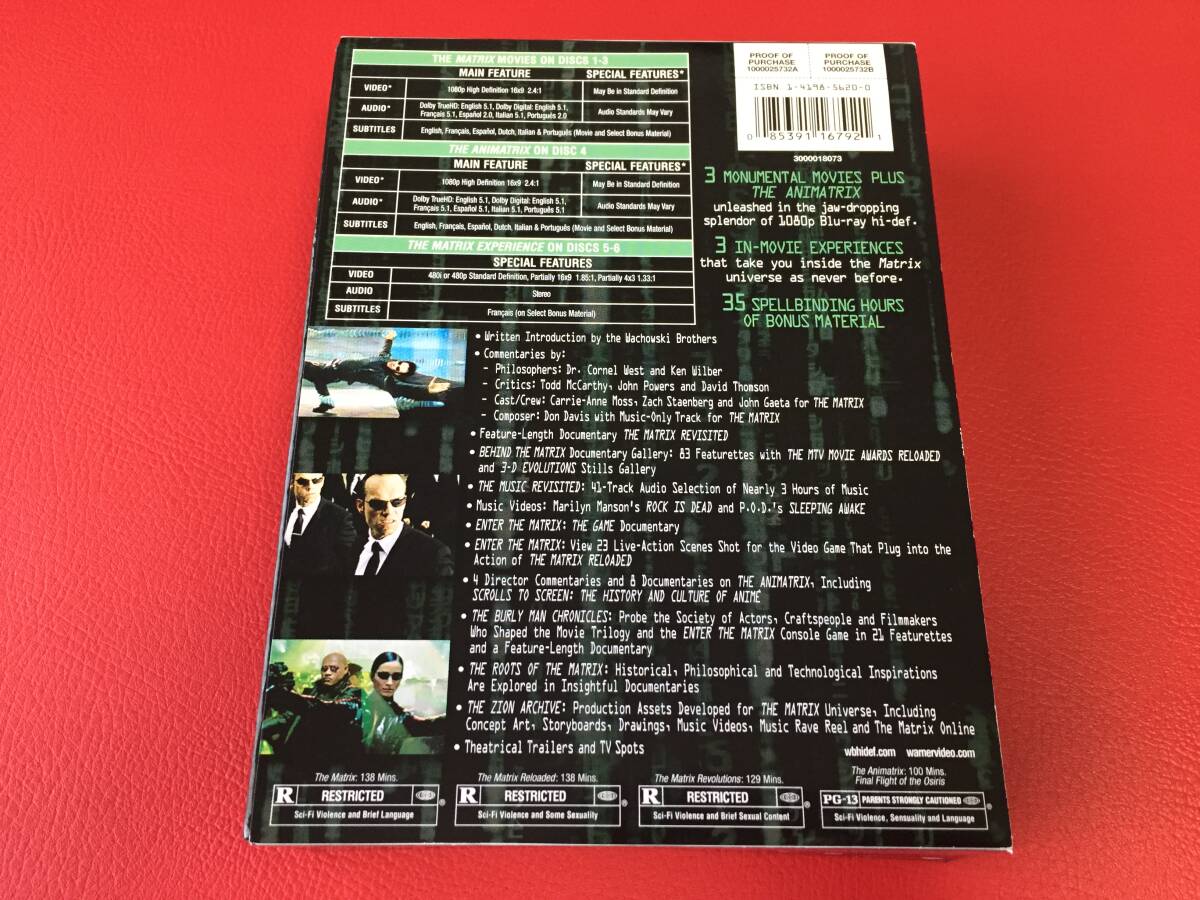 THE MATRIX MOVIES ON DISCS 1-3
MAIN FEATURE SPECIAL FEATURES*
VIDEO* 1080p High Definition 16x9 2.4:1 May Be in Standard Definition
AUDIO* Dolby TrueHD: English 5.1, Dolby Digital: English 5.1,
Français 5.1, Español 2.0, Italian 5.1, Português 2.0 Audio Standards May Vary
SUBTITLES English, Français, Español, Dutch, Italian & Português (Movie and Select Bonus Material)
THE ANIMATRIX ON DISC 4
MAIN FEATURE SPECIAL FEATURES*
VIDEO* 1080p High Definition 16x9 2.4:1 May Be in Standard Definition
AUDIO* Dolby TrueHD: English 5.1, Dolby Digital: English 5.1,
Français 5.1, Español 5.1, Italian 5.1, Português 5.1 Audio Standards May Vary
SUBTITLES English, Français, Español, Dutch, Italian & Português (Movie and Select Bonus Material)
THE MATRIX EXPERIENCE ON DISCS 5-6
SPECIAL FEATURES
VIDEO 480i or 480p Standard Definition, Partially 16x9 1.85:1, Partially 4x3 1.33:1
AUDIO Stereo
SUBTITLES Français (on Select Bonus Material)
PROOF OF PURCHASE 1000025732A
PROOF OF PURCHASE 1000025732B
ISBN 1-4198-5620-0
0 85391 16792 1
3000018073
3 MONUMENTAL MOVIES PLUS
THE ANIMATRIX
unleashed in the jaw-dropping
splendor of 1080p Blu-ray hi-def.
3 IN-MOVIE EXPERIENCES
that take you inside the Matrix
universe as never before.
35 SPELLBINDING HOURS
OF BONUS MATERIAL
• Written Introduction by the Wachowski Brothers
• Commentaries by:
- Philosophers: Dr. Cornel West and Ken Wilber
- Critics: Todd McCarthy, John Powers and David Thomson
- Cast/Crew: Carrie-Anne Moss, Zach Staenberg and John Gaeta for THE MATRIX
- Composer: Don Davis with Music-Only Track for THE MATRIX
• Feature-Length Documentary THE MATRIX REVISITED
• BEHIND THE MATRIX Documentary Gallery: 83 Featurettes with THE MTV MOVIE AWARDS RELOADED
and 3-D EVOLUTIONS Stills Gallery
• THE MUSIC REVISITED: 41-Track Audio Selection of Nearly 3 Hours of Music
• Music Videos: Marilyn Manson's ROCK IS DEAD and P.O.D.'s SLEEPING AWAKE
• ENTER THE MATRIX: THE GAME Documentary
• ENTER THE MATRIX: View 23 Live-Action Scenes Shot for the Video Game That Plug into the
Action of THE MATRIX RELOADED
• 4 Director Commentaries and 8 Documentaries on THE ANIMATRIX, Including
SCROLLS TO SCREEN: THE HISTORY AND CULTURE OF ANIMÉ
• THE BURLY MAN CHRONICLES: Probe the Society of Actors, Craftspeople and Filmmakers
Who Shaped the Movie Trilogy and the ENTER THE MATRIX Console Game in 21 Featurettes
and a Feature-Length Documentary
• THE ROOTS OF THE MATRIX: Historical, Philosophical and Technological Inspirations
Are Explored in Insightful Documentaries
• THE ZION ARCHIVE: Production Assets Developed for THE MATRIX Universe, Including
Concept Art, Storyboards, Drawings, Music Videos, Music Rave Reel and The Matrix Online
• Theatrical Trailers and TV Spots
wbhidef.com warnervideo.com
The Matrix: 138 Mins.
R RESTRICTED ®
Sci-Fi Violence and Brief Language
The Matrix Reloaded: 138 Mins.
R RESTRICTED ®
Sci-Fi Violence and Some Sexuality
The Matrix Revolutions: 129 Mins.
R RESTRICTED ®
Sci-Fi Violence and Brief Sexual Content
The Animatrix: 100 Mins.
Final Flight of the Osiris
PG-13 PARENTS STRONGLY CAUTIONED ®
Sci-Fi Violence, Sensuality and Language